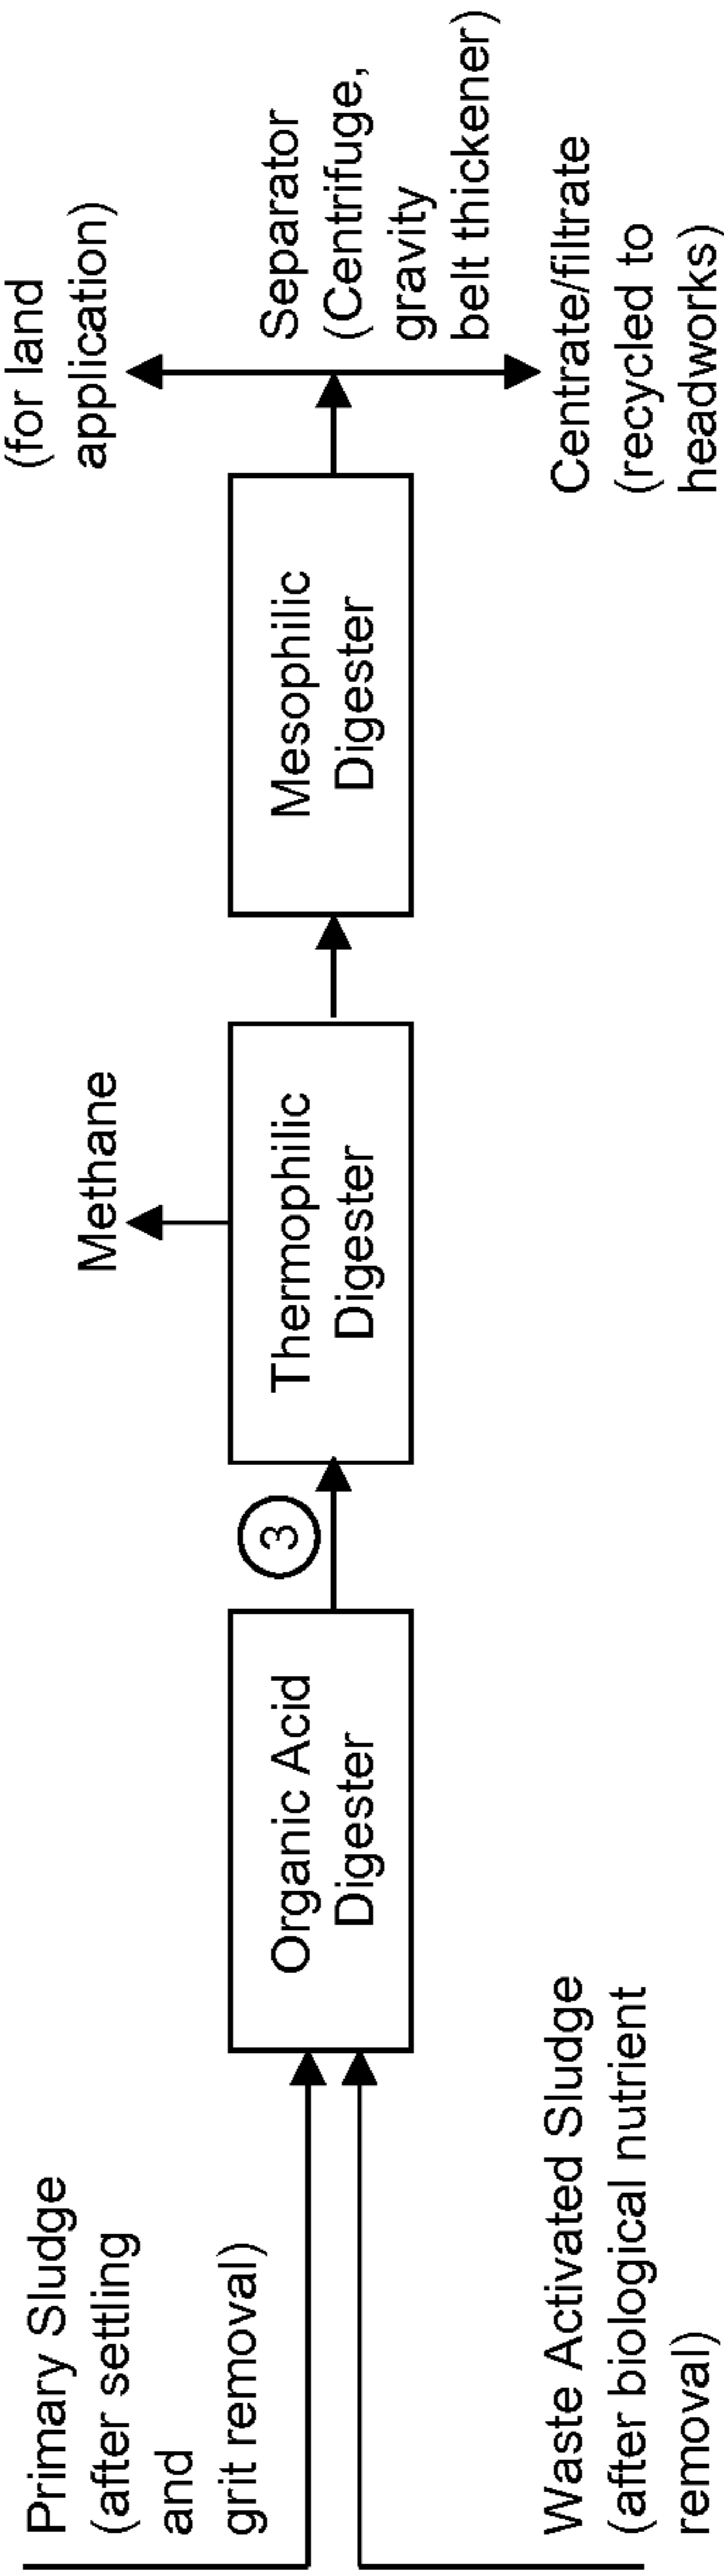 Primary Sludge
(after settling
and
grit removal)
Waste Activated Sludge
(after biological nutrient
removal)
Organic Acid
Digester
3
Thermophilic
Digester
Methane
Mesophilic
Digester
(for land
application)
Separator
(Centrifuge,
gravity
belt thickener)
Centrate/filtrate
(recycled to
headworks)